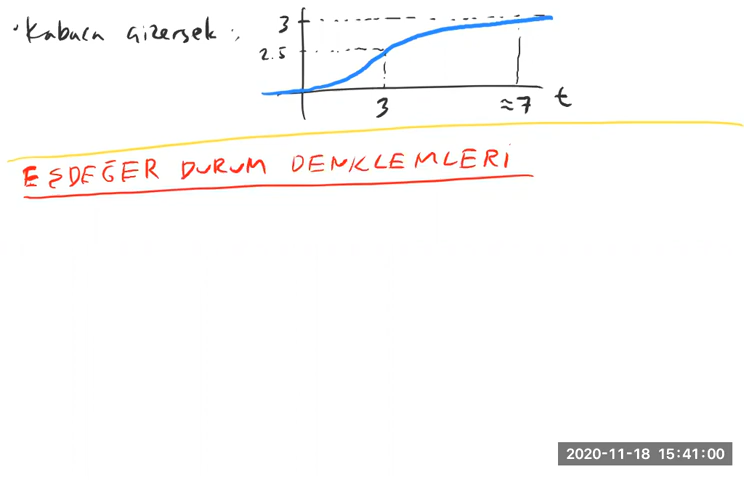 • Kabaca çizersek :
3
2.5
3
≈7
t
EŞDEĞER DURUM DENKLEMLERİ
2020-11-18 15:41:00